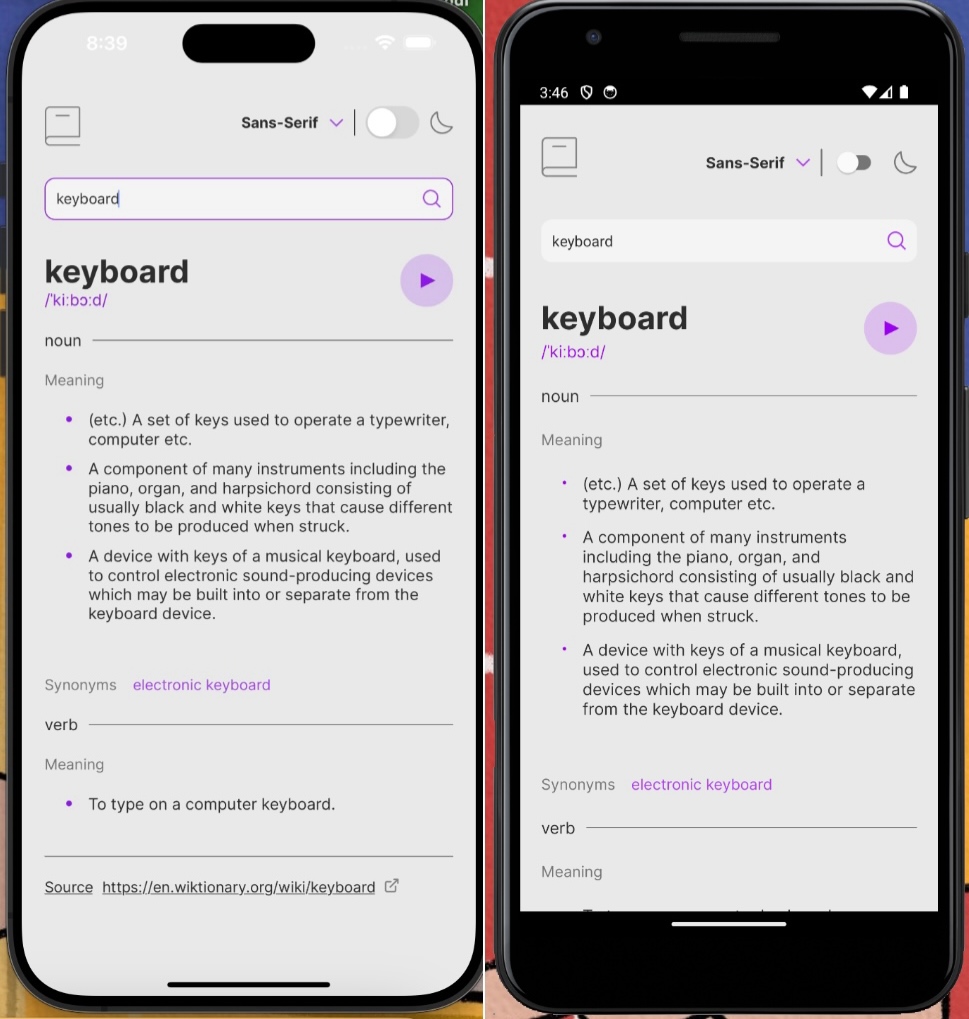 8:39
Sans-Serif
keyboard
keyboard
/ˈkiːbɔːd/
noun
Meaning
• (etc.) A set of keys used to operate a typewriter,
computer etc.
• A component of many instruments including the
piano, organ, and harpsichord consisting of
usually black and white keys that cause different
tones to be produced when struck.
• A device with keys of a musical keyboard, used
to control electronic sound-producing devices
which may be built into or separate from the
keyboard device.
Synonyms electronic keyboard
verb
Meaning
• To type on a computer keyboard.
Source https://en.wiktionary.org/wiki/keyboard
3:46
Sans-Serif
keyboard
keyboard
/ˈkiːbɔːd/
noun
Meaning
• (etc.) A set of keys used to operate a
typewriter, computer etc.
• A component of many instruments
including the piano, organ, and
harpsichord consisting of usually black and
white keys that cause different tones to be
produced when struck.
• A device with keys of a musical keyboard,
used to control electronic sound-producing
devices which may be built into or separate
from the keyboard device.
Synonyms electronic keyboard
verb
Meaning